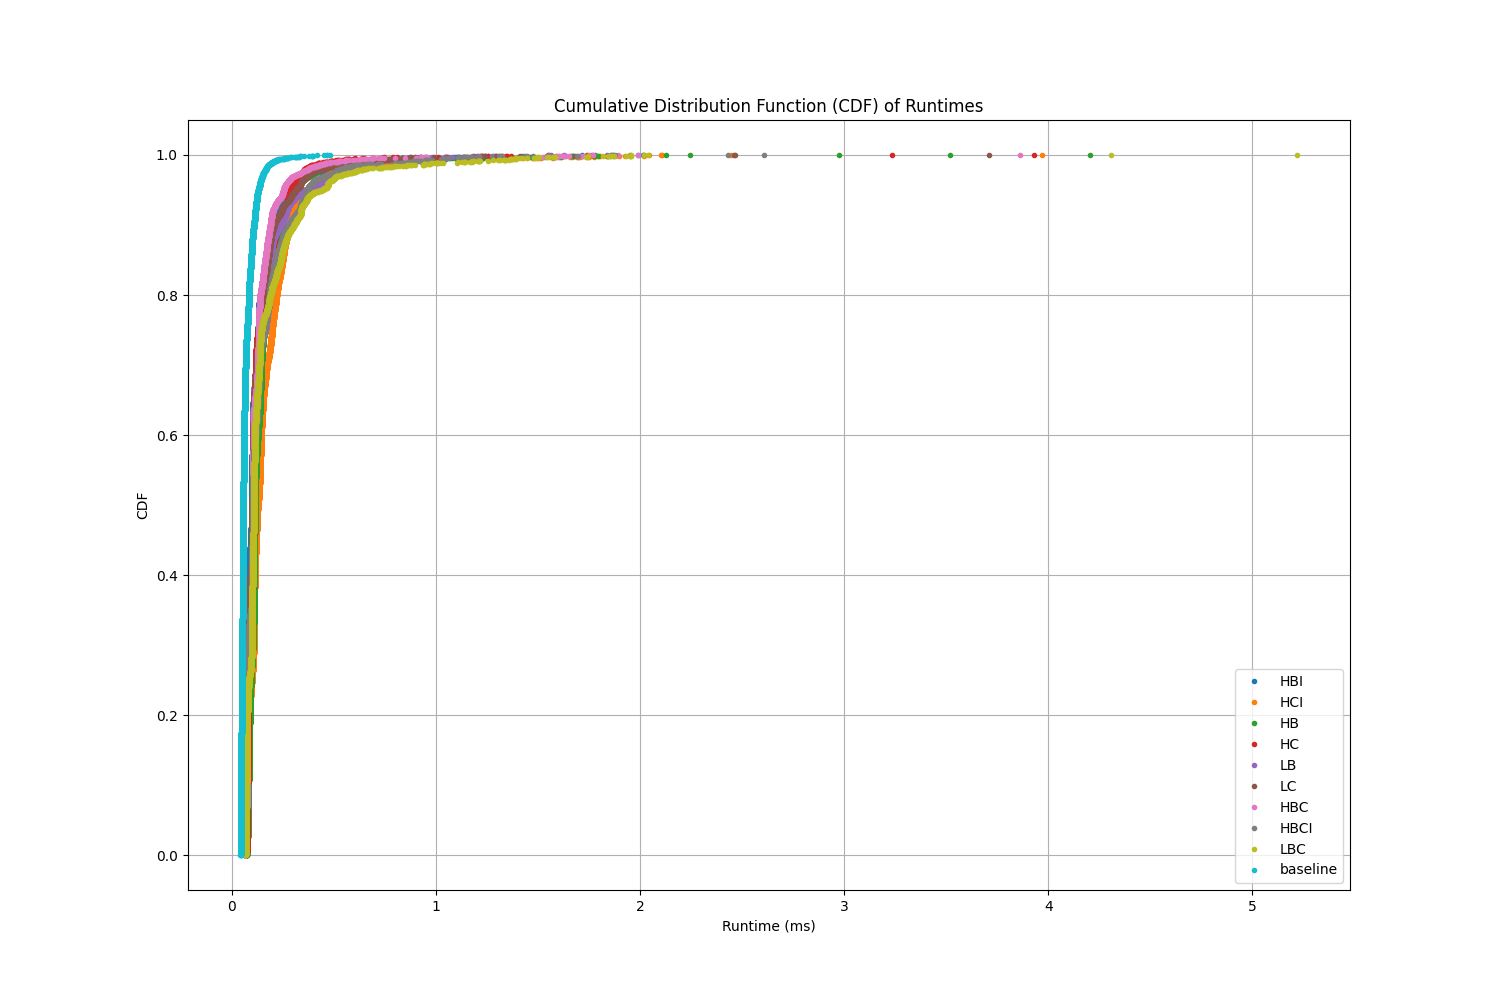 Cumulative Distribution Function (CDF) of Runtimes
1.0
0.8
0.6
0.4
0.2
0.0
CDF
0 1 2 3 4 5
Runtime (ms)
HBI
HCI
HB
HC
LB
LC
HBC
HBCI
LBC
baseline